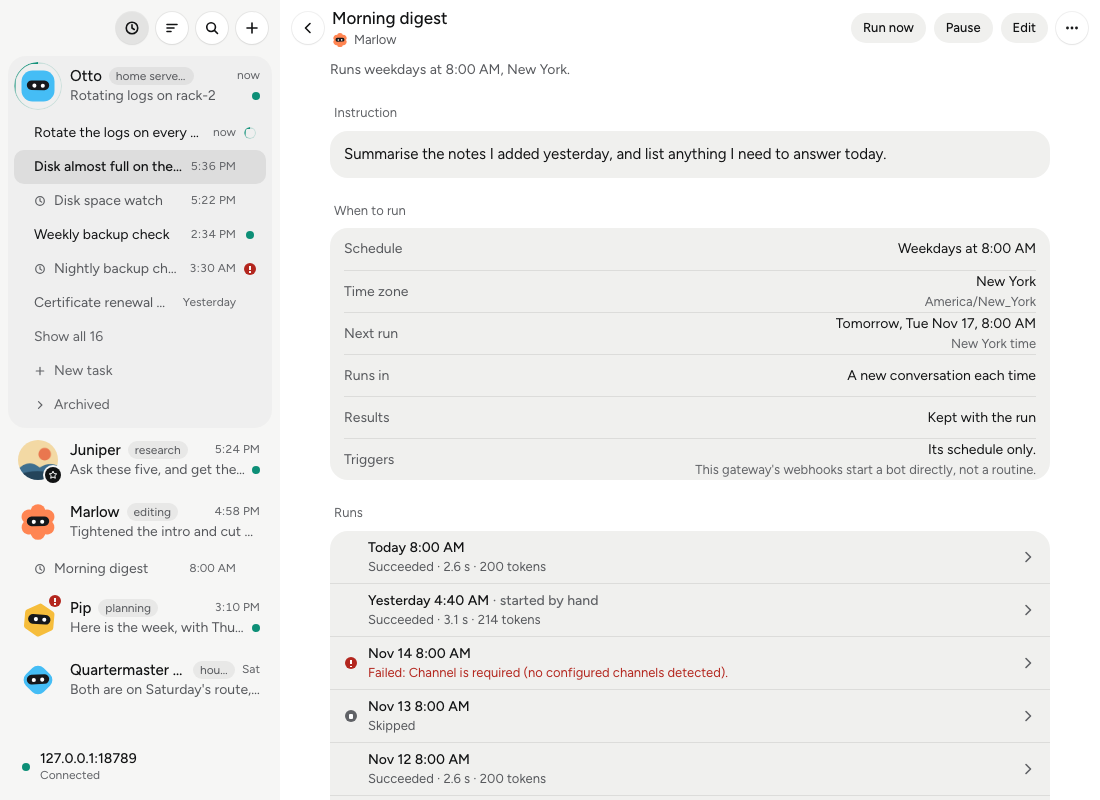 Otto home serve... now
Rotating logs on rack-2
Rotate the logs on every ... now
Disk almost full on the... 5:36 PM
Disk space watch 5:22 PM
Weekly backup check 2:34 PM
Nightly backup ch... 3:30 AM
Certificate renewal ... Yesterday
Show all 16
New task
Archived
Juniper research 5:24 PM
Ask these five, and get the...
Marlow editing 4:58 PM
Tightened the intro and cut ...
Morning digest 8:00 AM
Pip planning 3:10 PM
Here is the week, with Thu...
Quartermaster ... hou... Sat
Both are on Saturday's route,...
127.0.0.1:18789
Connected
Morning digest
Marlow
Run now Pause Edit
Runs weekdays at 8:00 AM, New York.
Instruction
Summarise the notes I added yesterday, and list anything I need to answer today.
When to run
Schedule Weekdays at 8:00 AM
Time zone New York
America/New_York
Next run Tomorrow, Tue Nov 17, 8:00 AM
New York time
Runs in A new conversation each time
Results Kept with the run
Triggers Its schedule only.
This gateway's webhooks start a bot directly, not a routine.
Runs
Today 8:00 AM
Succeeded · 2.6 s · 200 tokens
Yesterday 4:40 AM · started by hand
Succeeded · 3.1 s · 214 tokens
Nov 14 8:00 AM
Failed: Channel is required (no configured channels detected).
Nov 13 8:00 AM
Skipped
Nov 12 8:00 AM
Succeeded · 2.6 s · 200 tokens